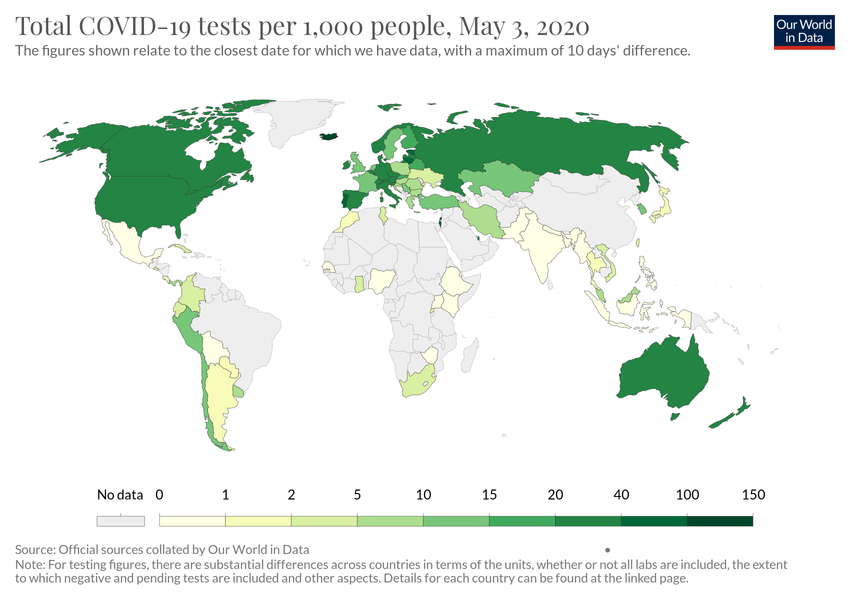 Total COVID-19 tests per 1,000 people, May 3, 2020
The figures shown relate to the closest date for which we have data, with a maximum of 10 days' difference.
Our World
in Data
No data 0 1 2 5 10 15 20 40 100 150
Source: Official sources collated by Our World in Data
Note: For testing figures, there are substantial differences across countries in terms of the units, whether or not all labs are included, the extent
to which negative and pending tests are included and other aspects. Details for each country can be found at the linked page.